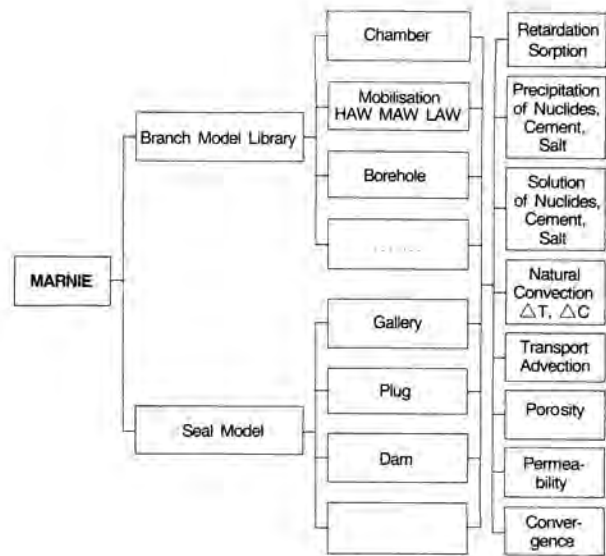 MARNIE
Branch Model Library
Seal Model
Chamber
Mobilisation
HAW MAW LAW
Borehole
.......
Gallery
Plug
Dam
Retardation
Sorption
Precipitation
of Nuclides,
Cement,
Salt
Solution
of Nuclides,
Cement,
Salt
Natural
Convection
△T, △C
Transport
Advection
Porosity
Permea-
bility
Conver-
gence